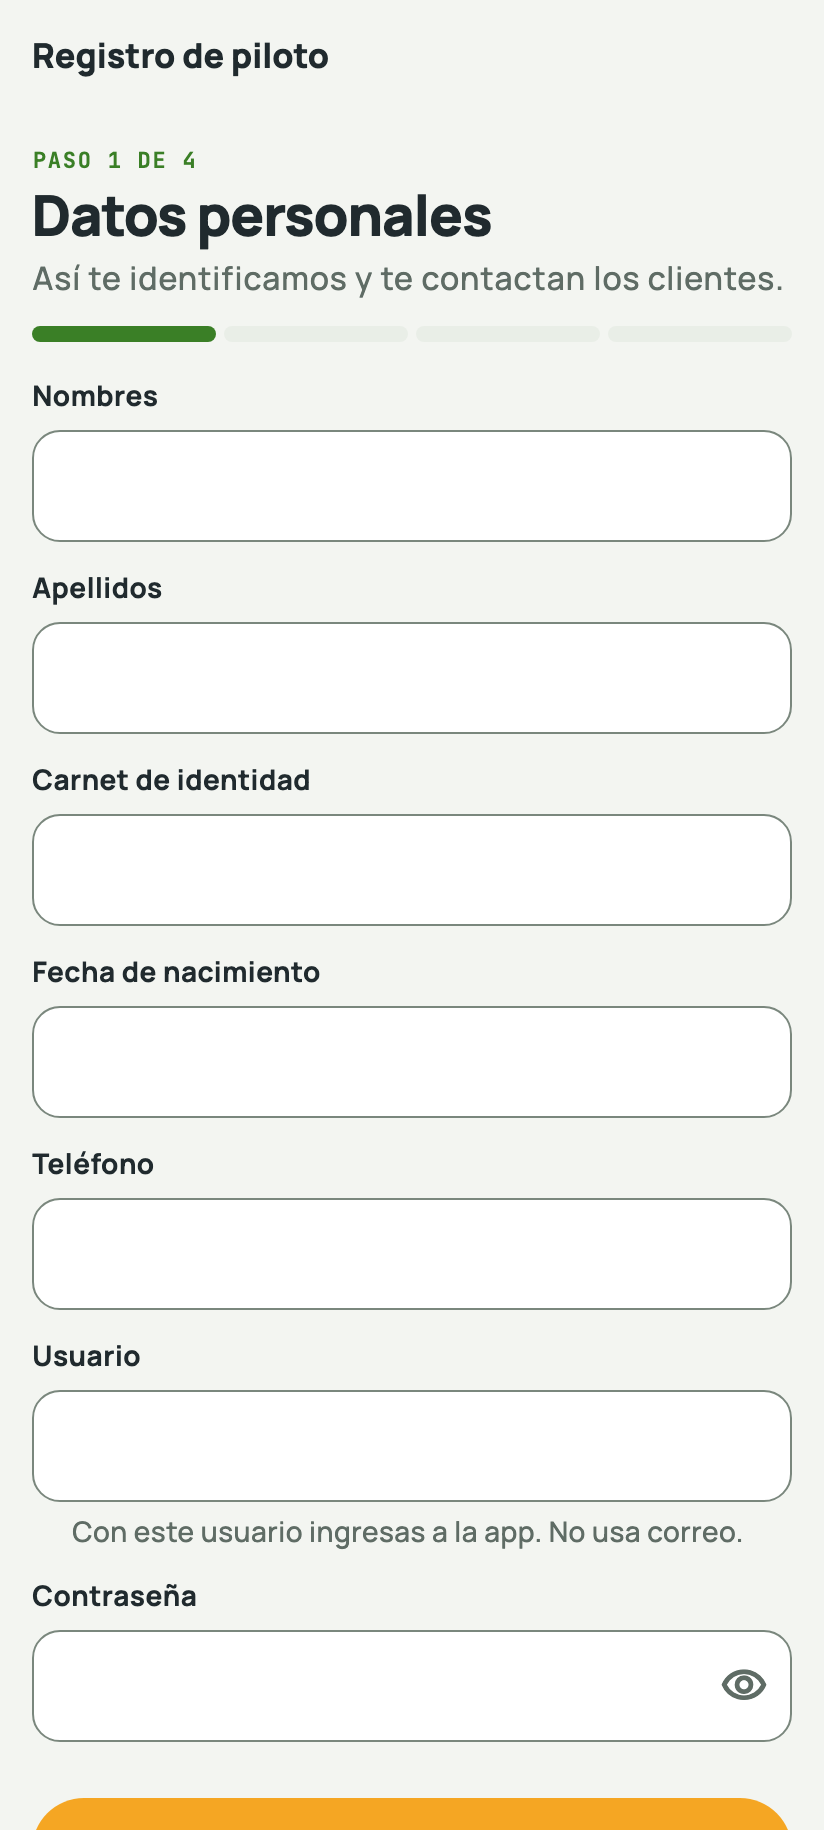 Registro de piloto
PASO 1 DE 4
Datos personales
Así te identificamos y te contactan los clientes.
Nombres
Apellidos
Carnet de identidad
Fecha de nacimiento
Teléfono
Usuario
Con este usuario ingresas a la app. No usa correo.
Contraseña